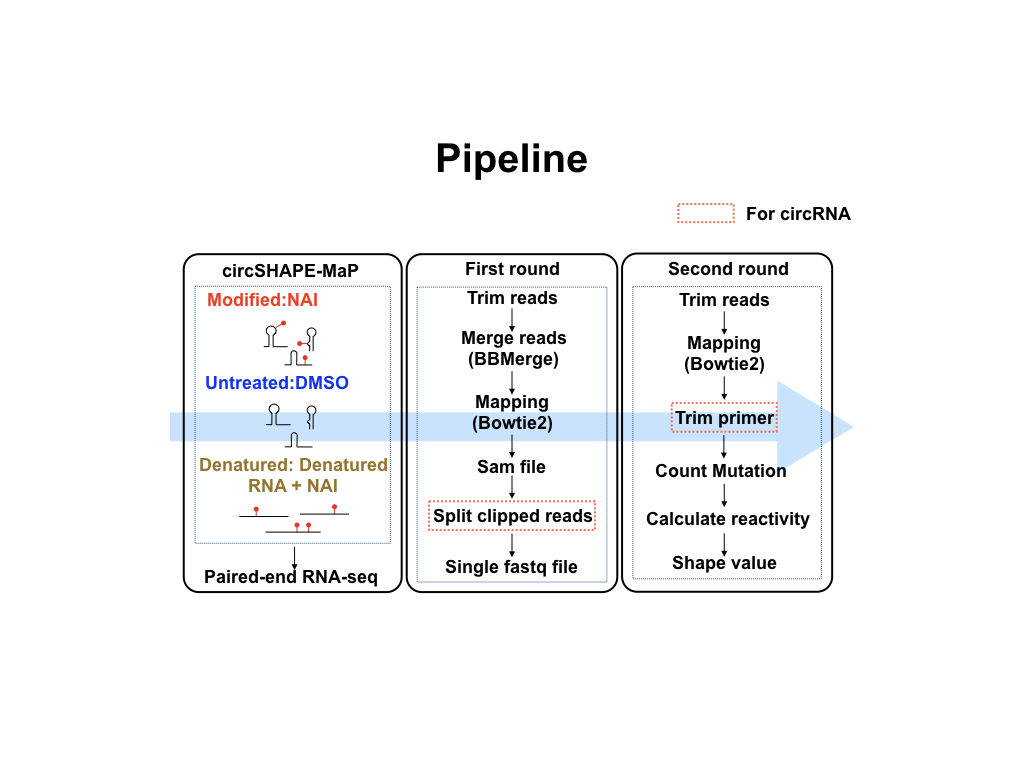 Pipeline
For circRNA
circSHAPE-MaP
Modified:NAI
Untreated:DMSO
Denatured: Denatured
RNA + NAI
Paired-end RNA-seq
First round
Trim reads
Merge reads
(BBMerge)
Mapping
(Bowtie2)
Sam file
Split clipped reads
Single fastq file
Second round
Trim reads
Mapping
(Bowtie2)
Trim primer
Count Mutation
Calculate reactivity
Shape value